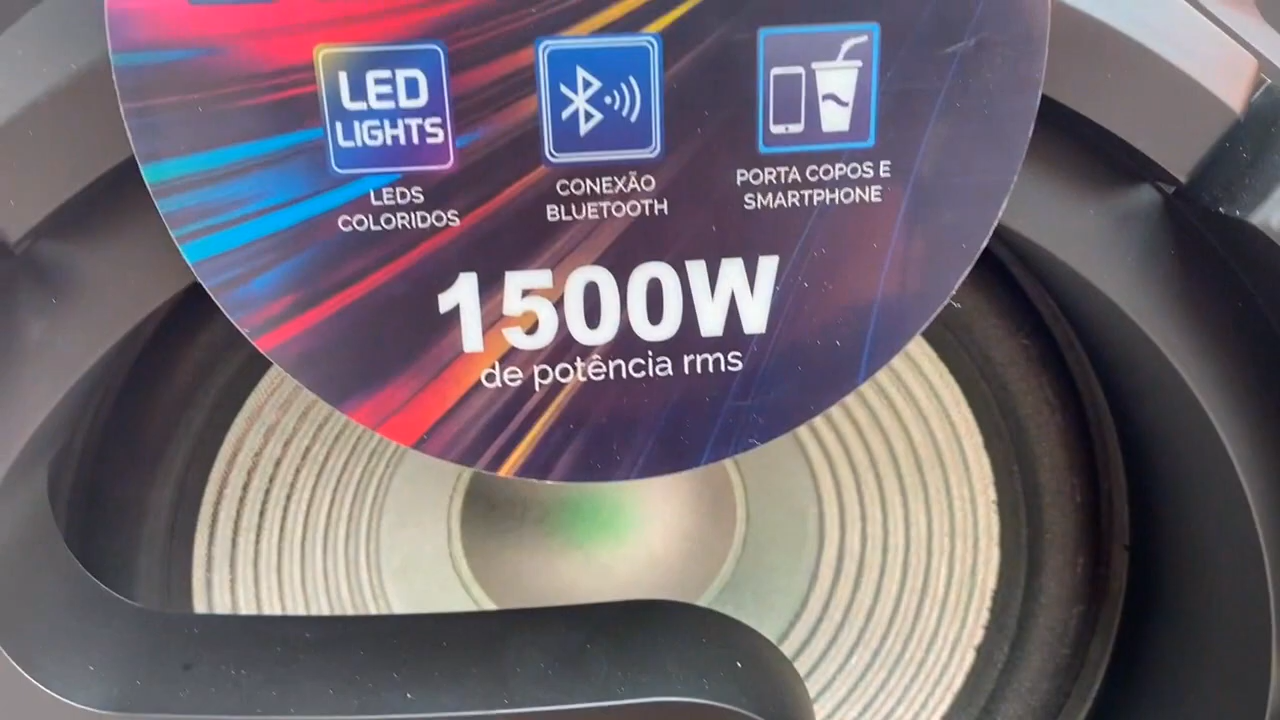 LED
LIGHTS
LEDS
COLORIDOS
CONEXÃO
BLUETOOTH
PORTA COPOS E
SMARTPHONE
1500W
de potência rms